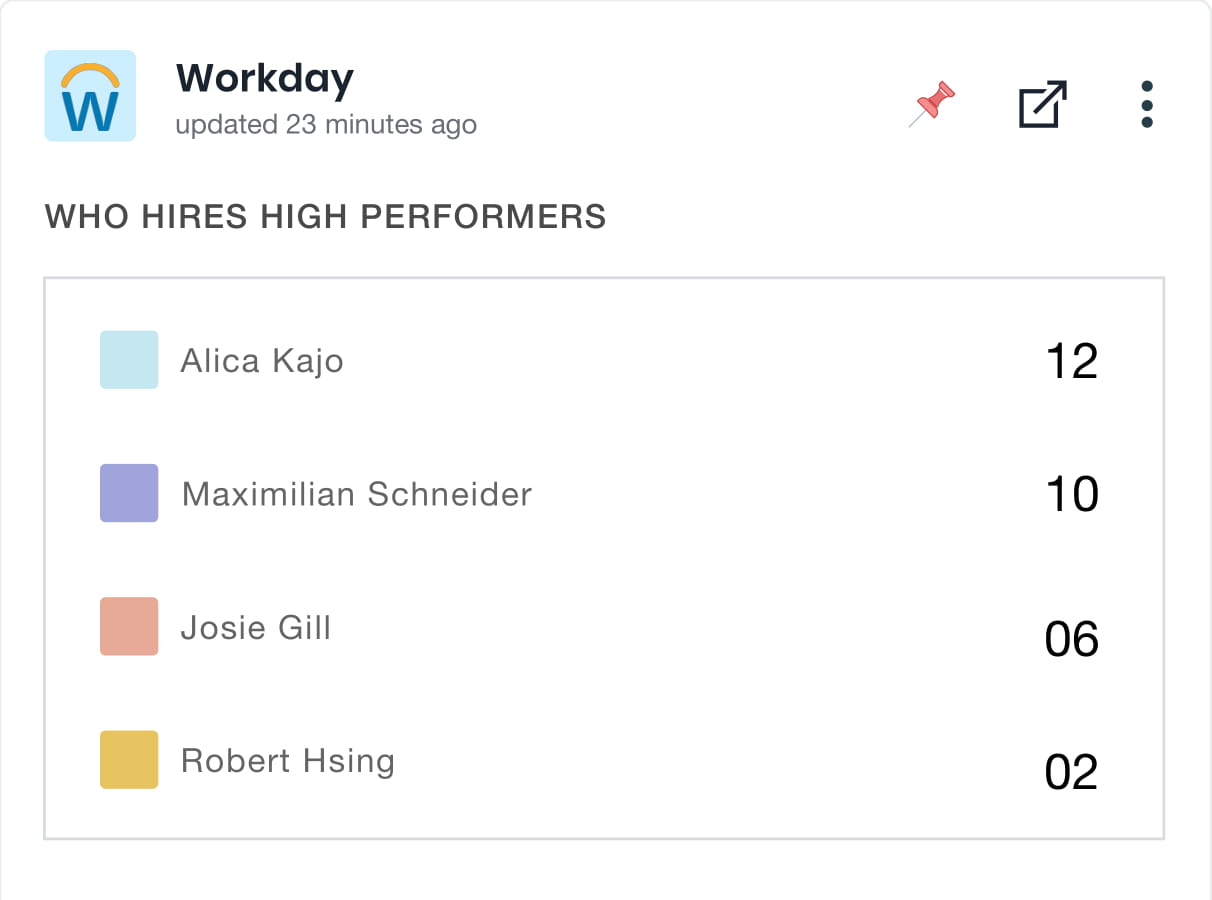 W
Workday
updated 23 minutes ago
WHO HIRES HIGH PERFORMERS
Alica Kajo 12
Maximilian Schneider 10
Josie Gill 06
Robert Hsing 02